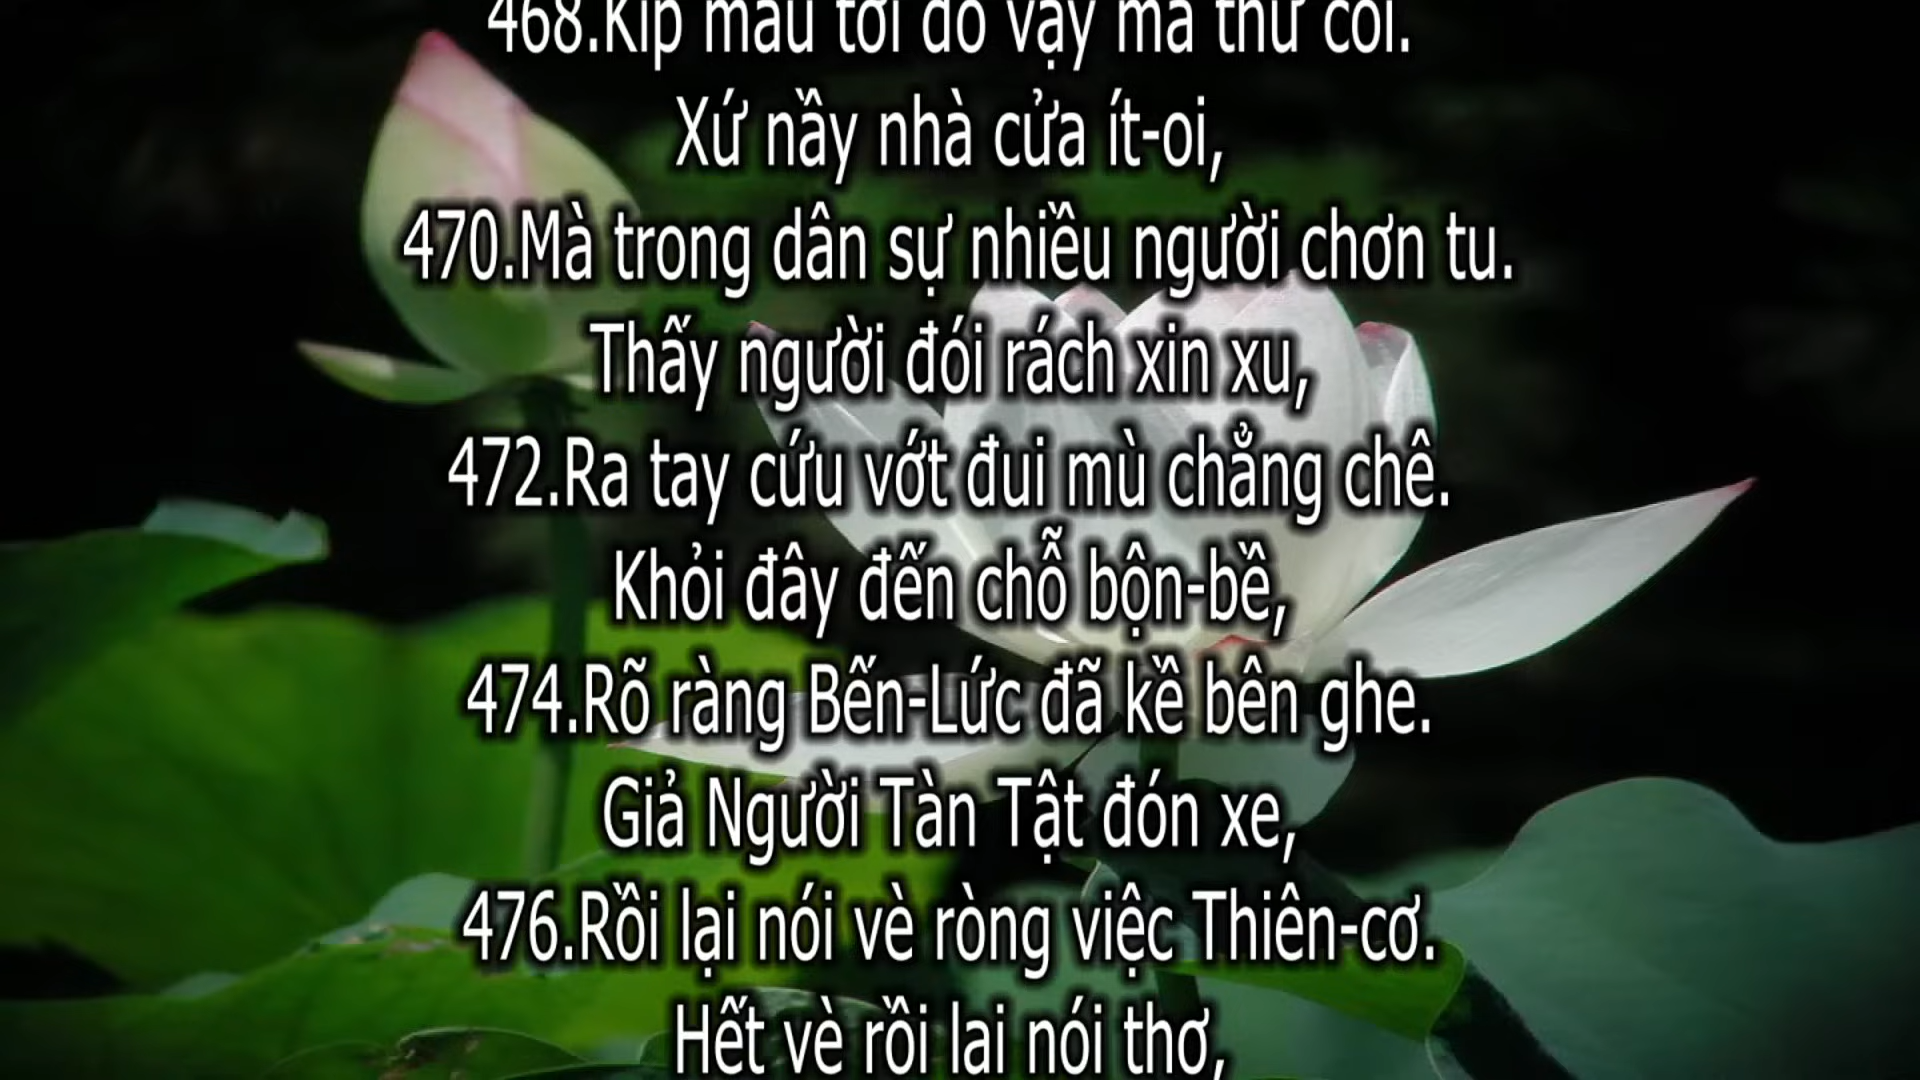 468.Kíp mau tới đó vậy mà thử coi.
Xứ nầy nhà cửa ít-oi,
470.Mà trong dân sự nhiều người chơn tu.
Thấy người đói rách xin xu,
472.Ra tay cứu vớt đui mù chẳng chê.
Khỏi đây đến chỗ bộn-bề,
474.Rõ ràng Bến-Lức đã kề bên ghe.
Giả Người Tàn Tật đón xe,
476.Rồi lại nói vè ròng việc Thiên-cơ.
Hết vè rồi lại nói thơ,